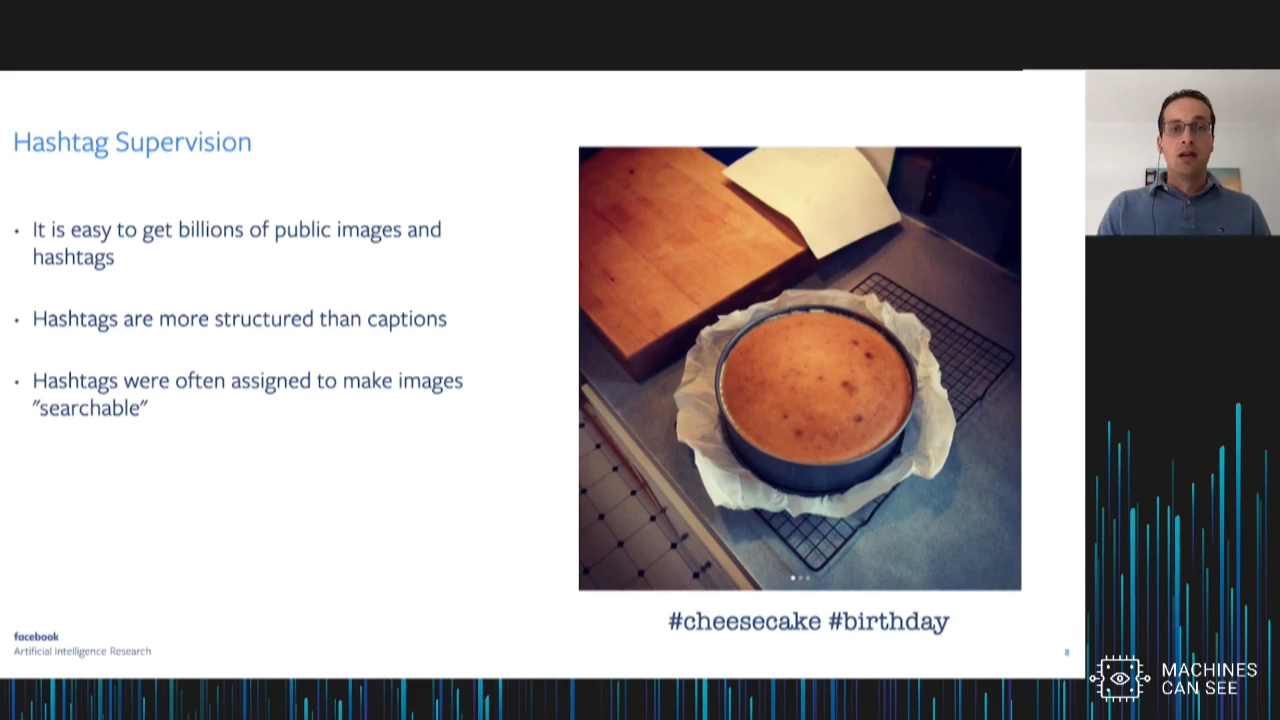 Hashtag Supervision
• It is easy to get billions of public images and
hashtags
• Hashtags are more structured than captions
• Hashtags were often assigned to make images
"searchable"
#cheesecake #birthday
facebook
Artificial Intelligence Research
8
MACHINES
CAN SEE